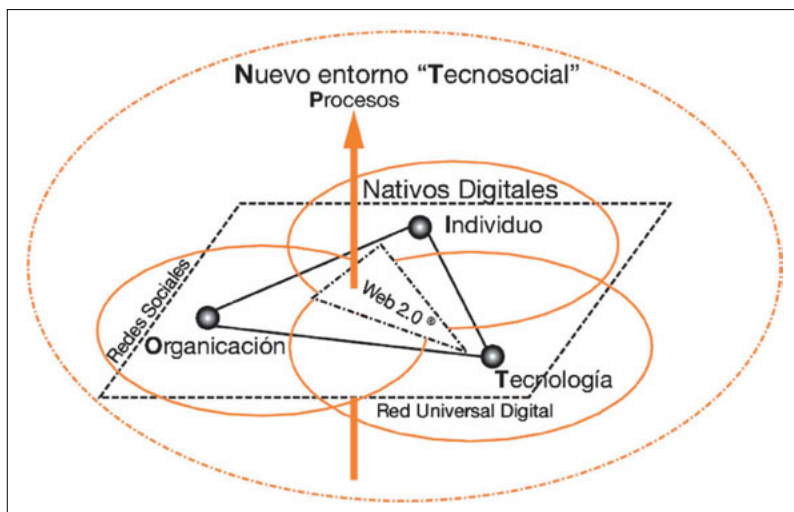 Nuevo entorno “Tecnosocial”
Procesos
Nativos Digitales
Individuo
Redes Sociales
Web 2.0 ®
Organicación
Tecnología
Red Universal Digital